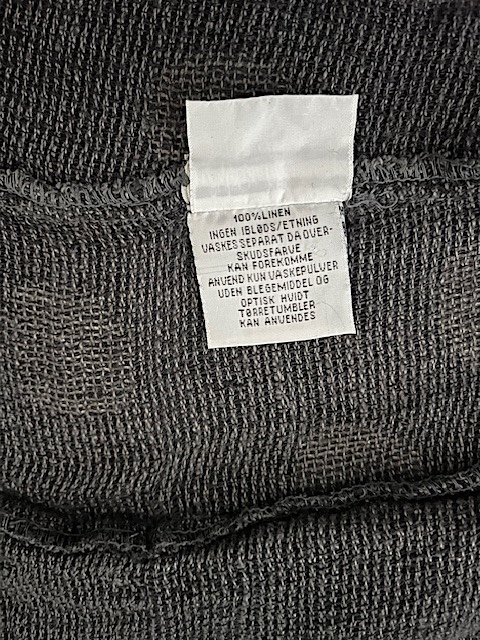 100%LINEN
INGEN IBLØDS/ETNING
VASKES SEPARAT DA OVER-
SKUDSFARVE
KAN FOREKOMME
ANVEND KUN VASKEPULVER
UDEN BLEGEMIDDEL OG
OPTISK HVIDT
TØRRETUMBLER
KAN ANVENDES